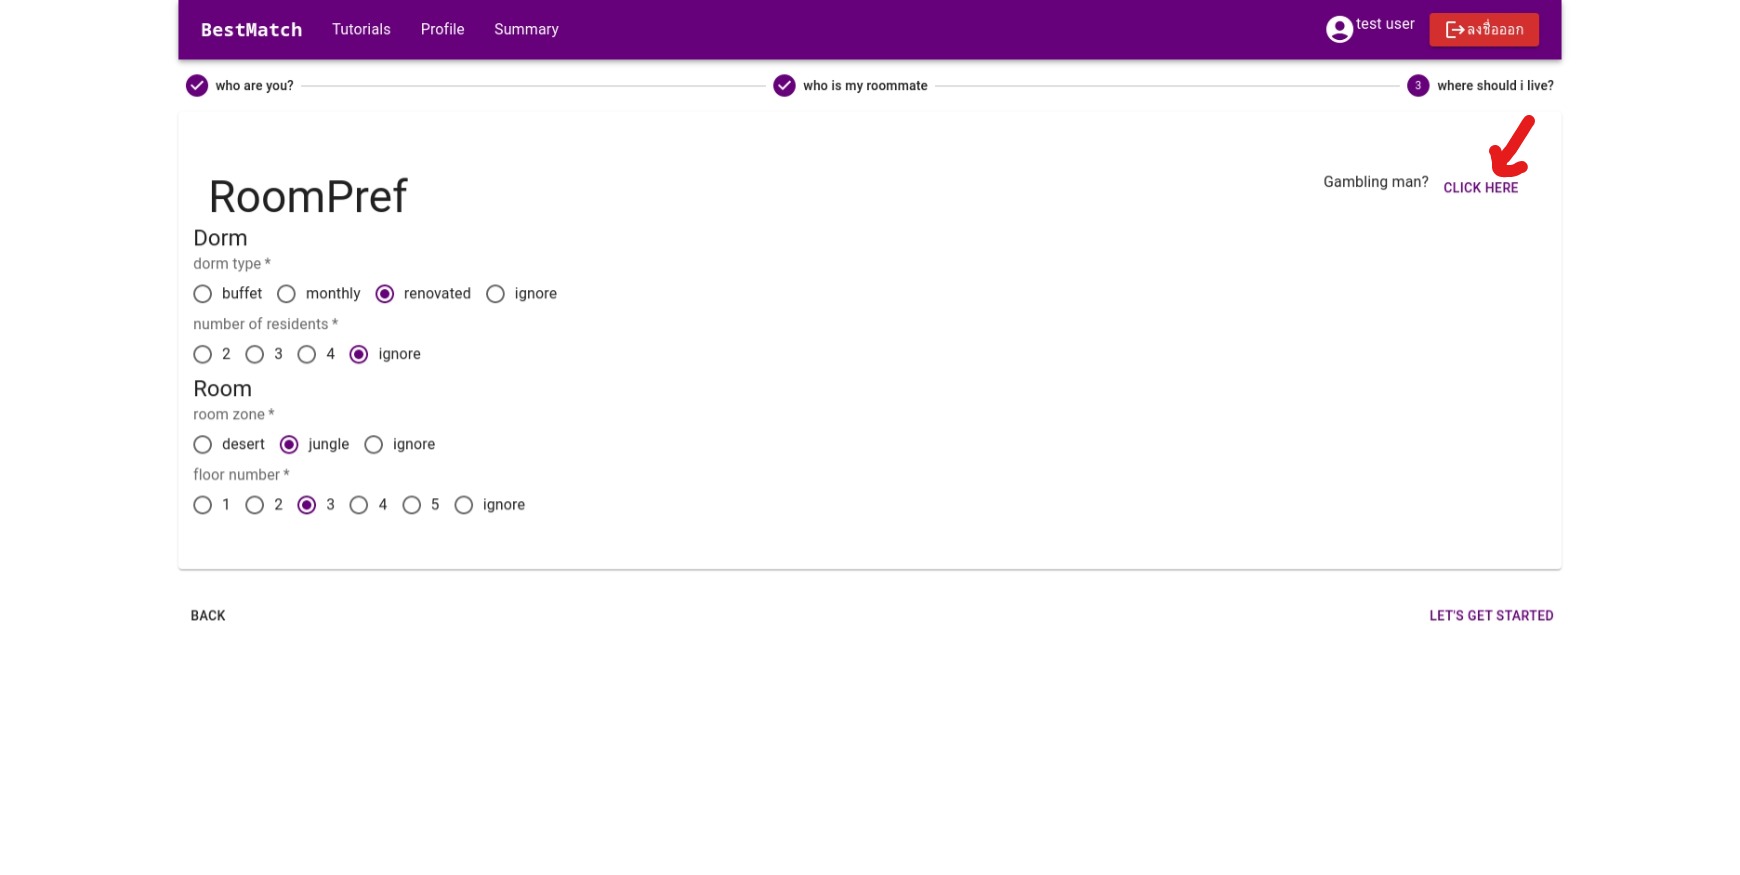 BestMatch Tutorials Profile Summary test user ลงชื่อออก
who are you? who is my roommate 3 where should i live?
Gambling man? CLICK HERE
RoomPref
Dorm
dorm type *
buffet monthly renovated ignore
number of residents *
2 3 4 ignore
Room
room zone *
desert jungle ignore
floor number *
1 2 3 4 5 ignore
BACK LET'S GET STARTED